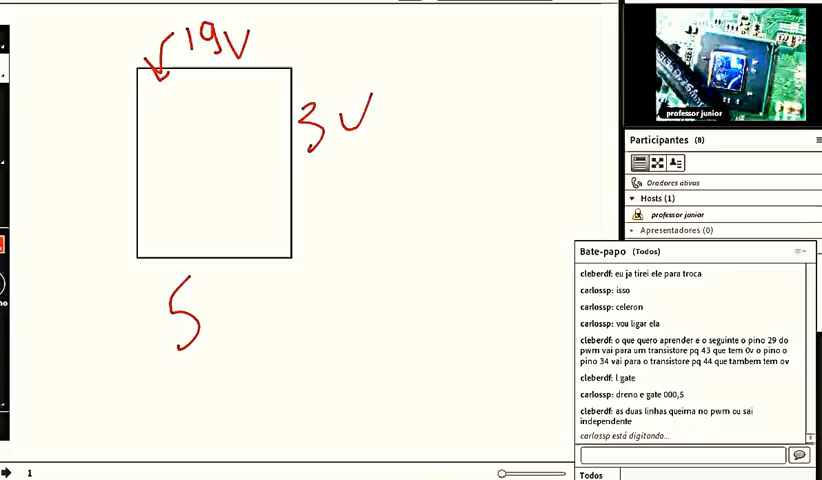 19V
3V
5
professor junior
Participantes (8)
Oradores ativos
Hosts (1)
professor junior
Apresentadores (0)
Bate-papo (Todos)
cleberdf: eu ja tirei ele para troca
carlossp: isso
carlossp: celeron
carlossp: vou ligar ela
cleberdf: o que quero aprender e o seguinte o pino 29 do
pwm vai para um transistore pq 43 que tem 0v o pino o
pino 34 vai para o transistore pq 44 que tambem tem ov
cleberdf: l gate
carlossp: dreno e gate 000,5
cleberdf: as duas linhas queima no pwm ou sai
independente
carlossp está digitando...
Todos
1